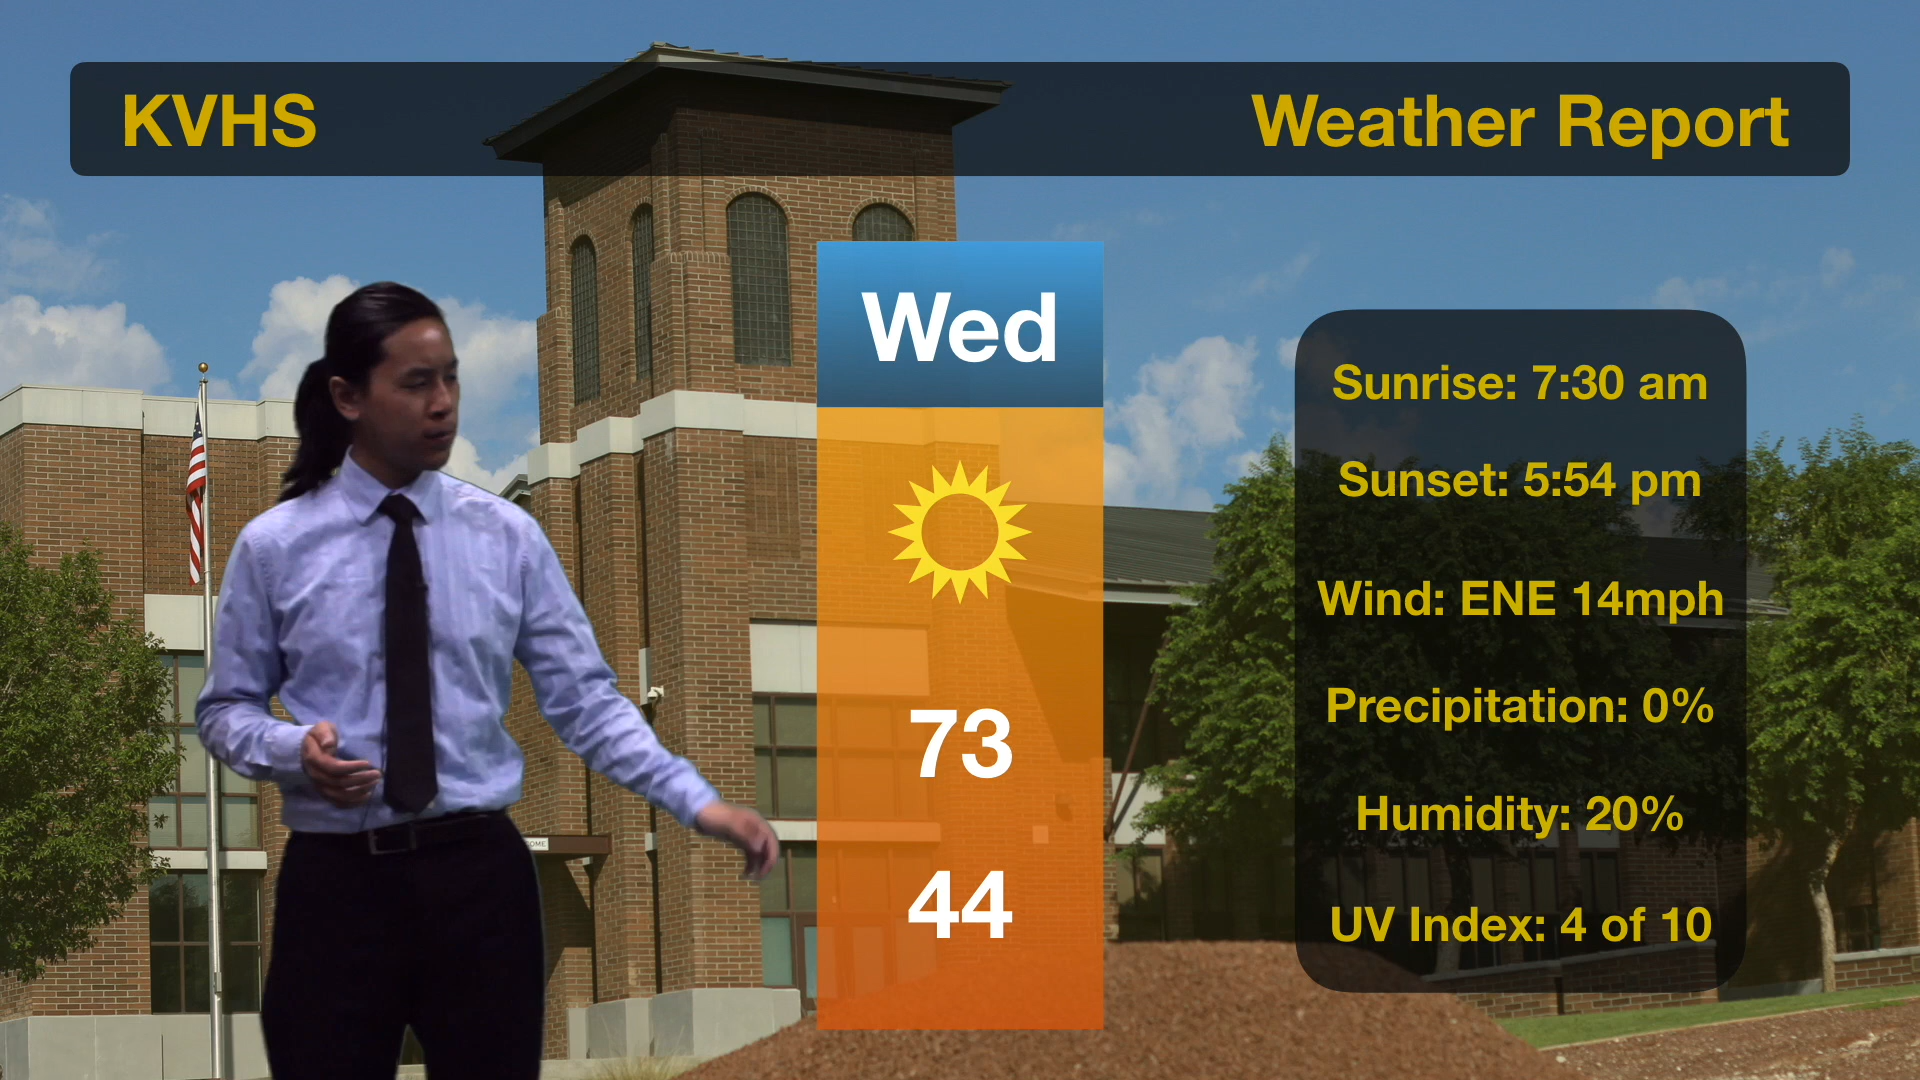 KVHS
Weather Report
Wed
73
44
Sunrise: 7:30 am
Sunset: 5:54 pm
Wind: ENE 14mph
Precipitation: 0%
Humidity: 20%
UV Index: 4 of 10